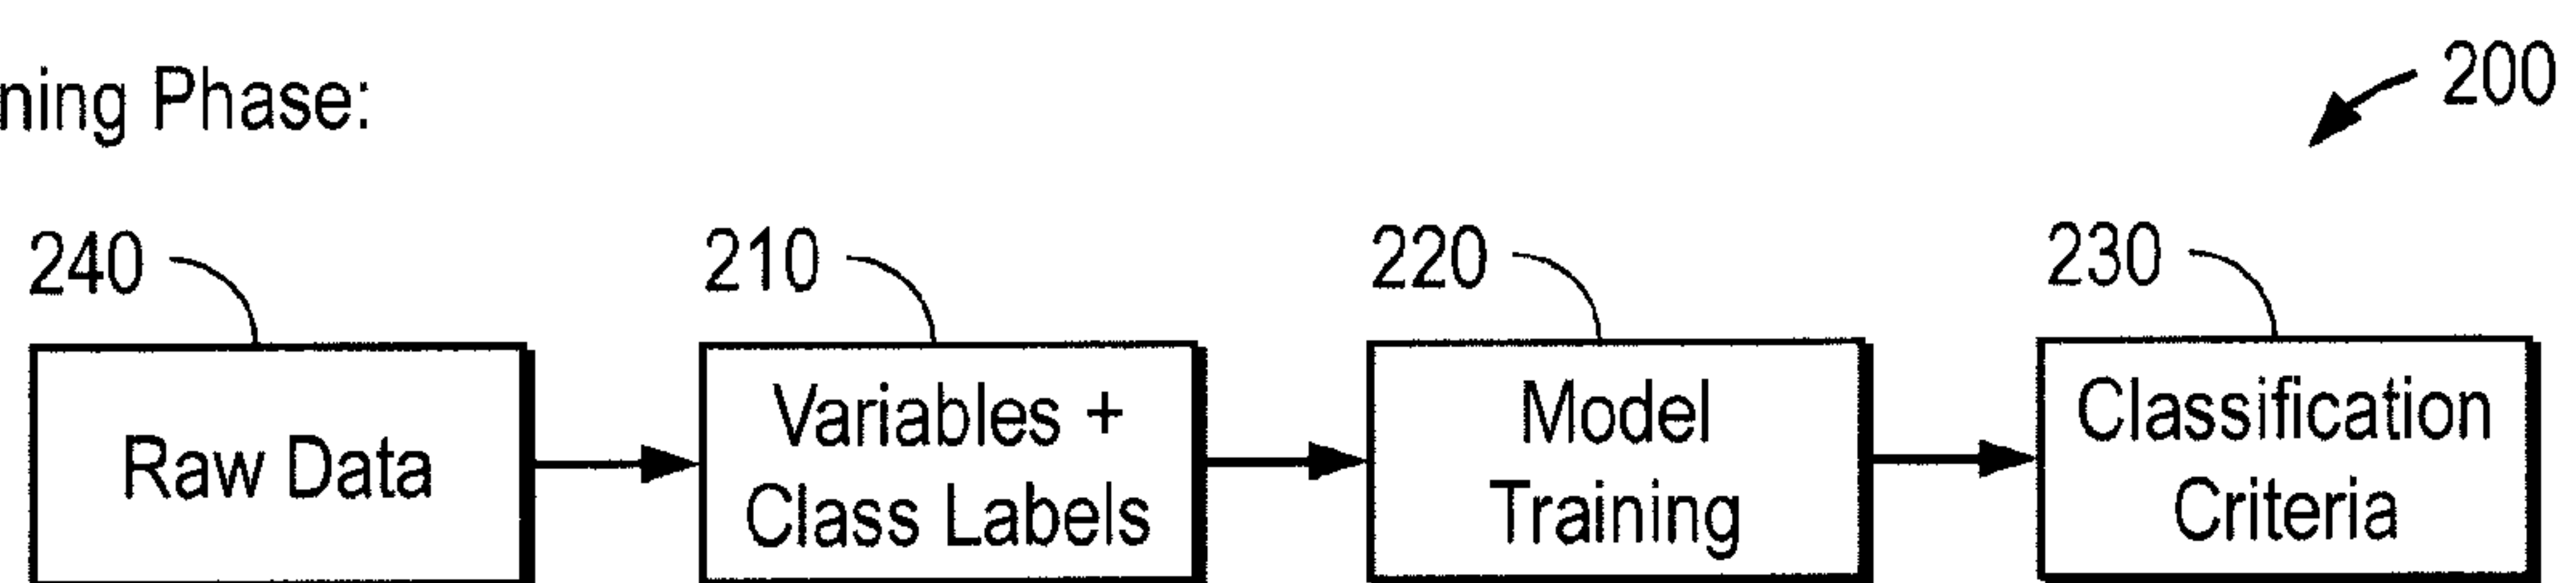 ning Phase:
200
240
210
220
230
Raw Data
Variables +
Class Labels
Model
Training
Classification
Criteria